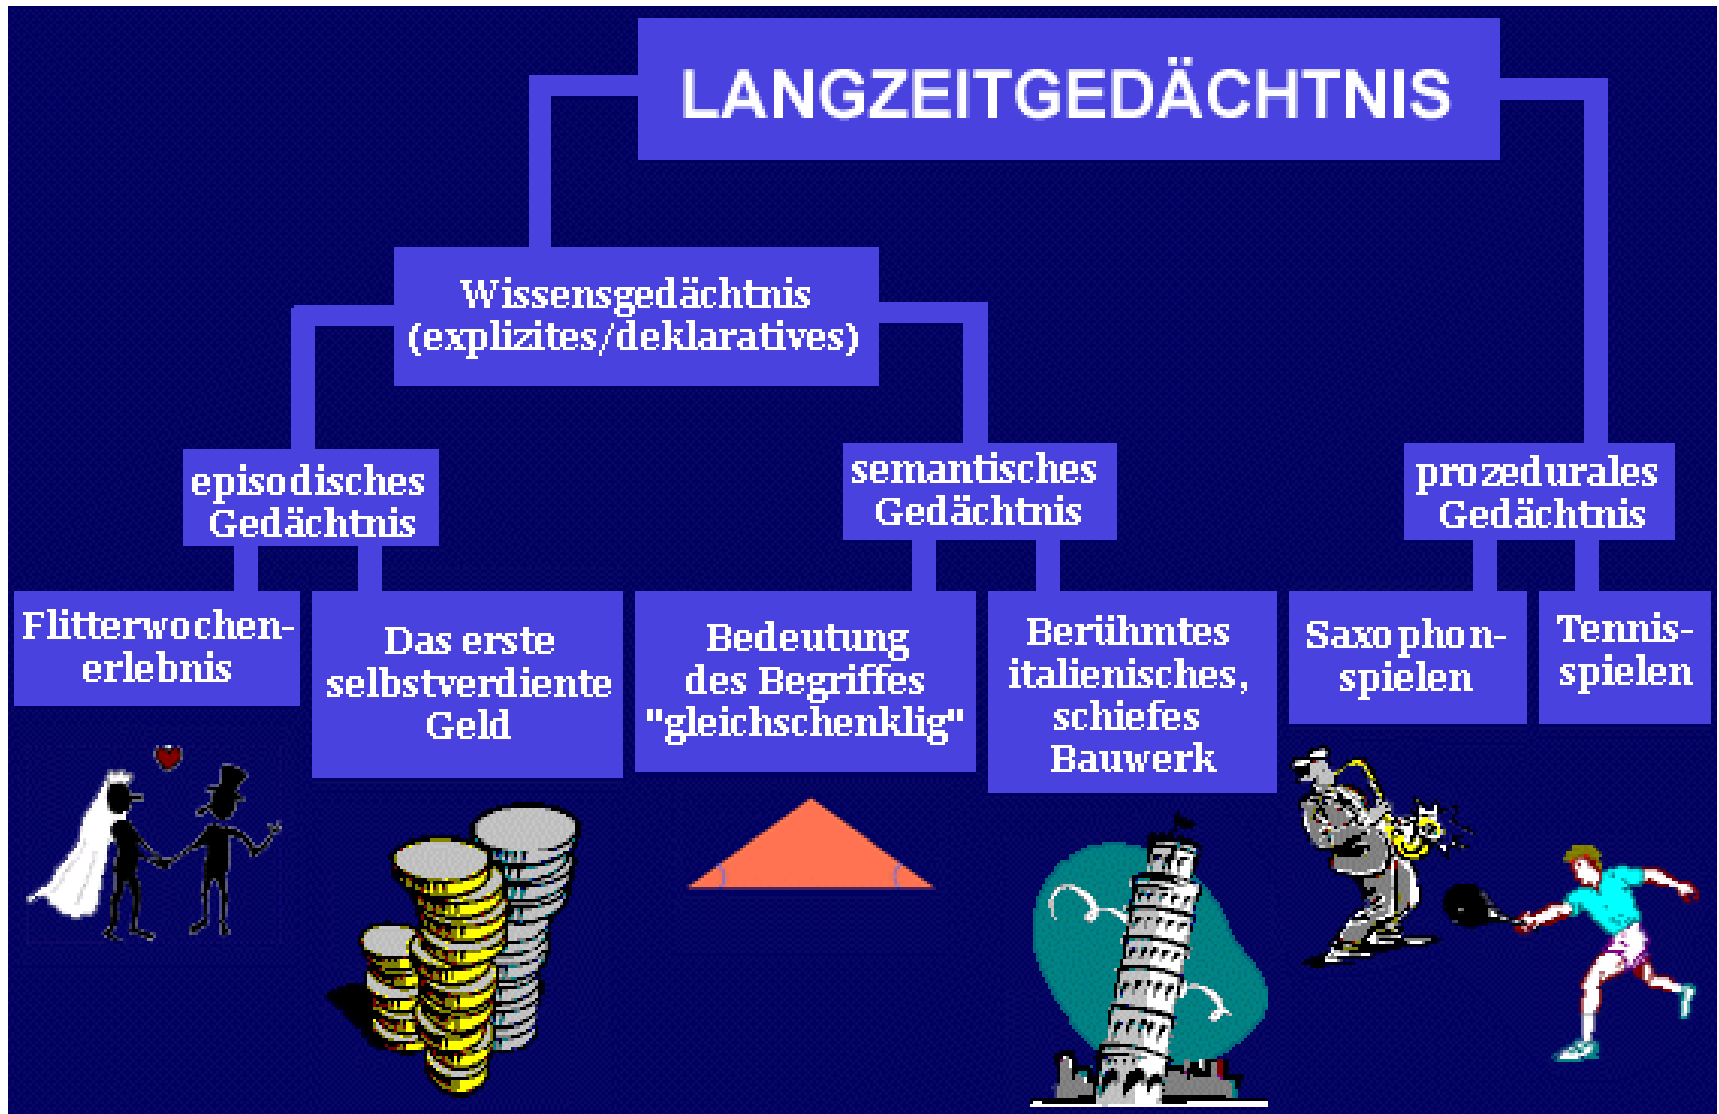 LANGZEITGEDÄCHTNIS
Wissensgedächtnis
(explizites/deklaratives)
episodisches
Gedächtnis
semantisches
Gedächtnis
prozedurales
Gedächtnis
Flitterwochen-
erlebnis
Das erste
selbstverdiente
Geld
Bedeutung
des Begriffes
"gleichschenklig"
Berühmtes
italienisches,
schiefes
Bauwerk
Saxophon-
spielen
Tennis-
spielen